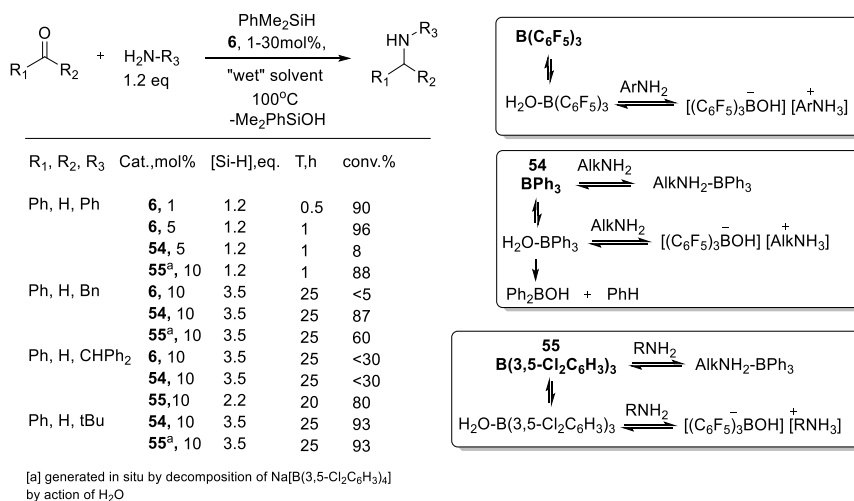 O
R1 R2
+
H2N-R3
1.2 eq
PhMe2SiH
6, 1-30mol%,
"wet" solvent
100oC
-Me2PhSiOH
HN R3
R1 R2
R1, R2, R3 Cat.,mol% [Si-H],eq. T,h conv.%
Ph, H, Ph 6, 1 1.2 0.5 90
6, 5 1.2 1 96
54, 5 1.2 1 8
55a, 10 1.2 1 88
Ph, H, Bn 6, 10 3.5 25 <5
54, 10 3.5 25 87
55a, 10 3.5 25 60
Ph, H, CHPh2 6, 10 3.5 25 <30
54, 10 3.5 25 <30
55,10 2.2 20 80
Ph, H, tBu 54, 10 3.5 25 93
55a, 10 3.5 25 93
[a] generated in situ by decomposition of Na[B(3,5-Cl2C6H3)4]
by action of H2O
B(C6F5)3
H2O-B(C6F5)3 ArNH2 [(C6F5)3BOH]− [ArNH3]+
54
BPh3 AlkNH2 AlkNH2-BPh3
H2O-BPh3 AlkNH2 [(C6F5)3BOH]− [AlkNH3]+
Ph2BOH + PhH
55
B(3,5-Cl2C6H3)3 RNH2 AlkNH2-BPh3
H2O-B(3,5-Cl2C6H3)3 RNH2 [(C6F5)3BOH]− [RNH3]+